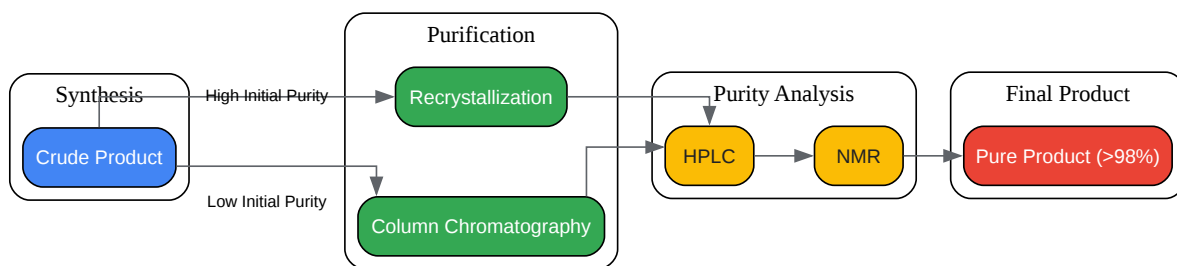 Synthesis
Crude Product
High Initial Purity
Low Initial Purity
Purification
Recrystallization
Column Chromatography
Purity Analysis
HPLC
NMR
Final Product
Pure Product (>98%)